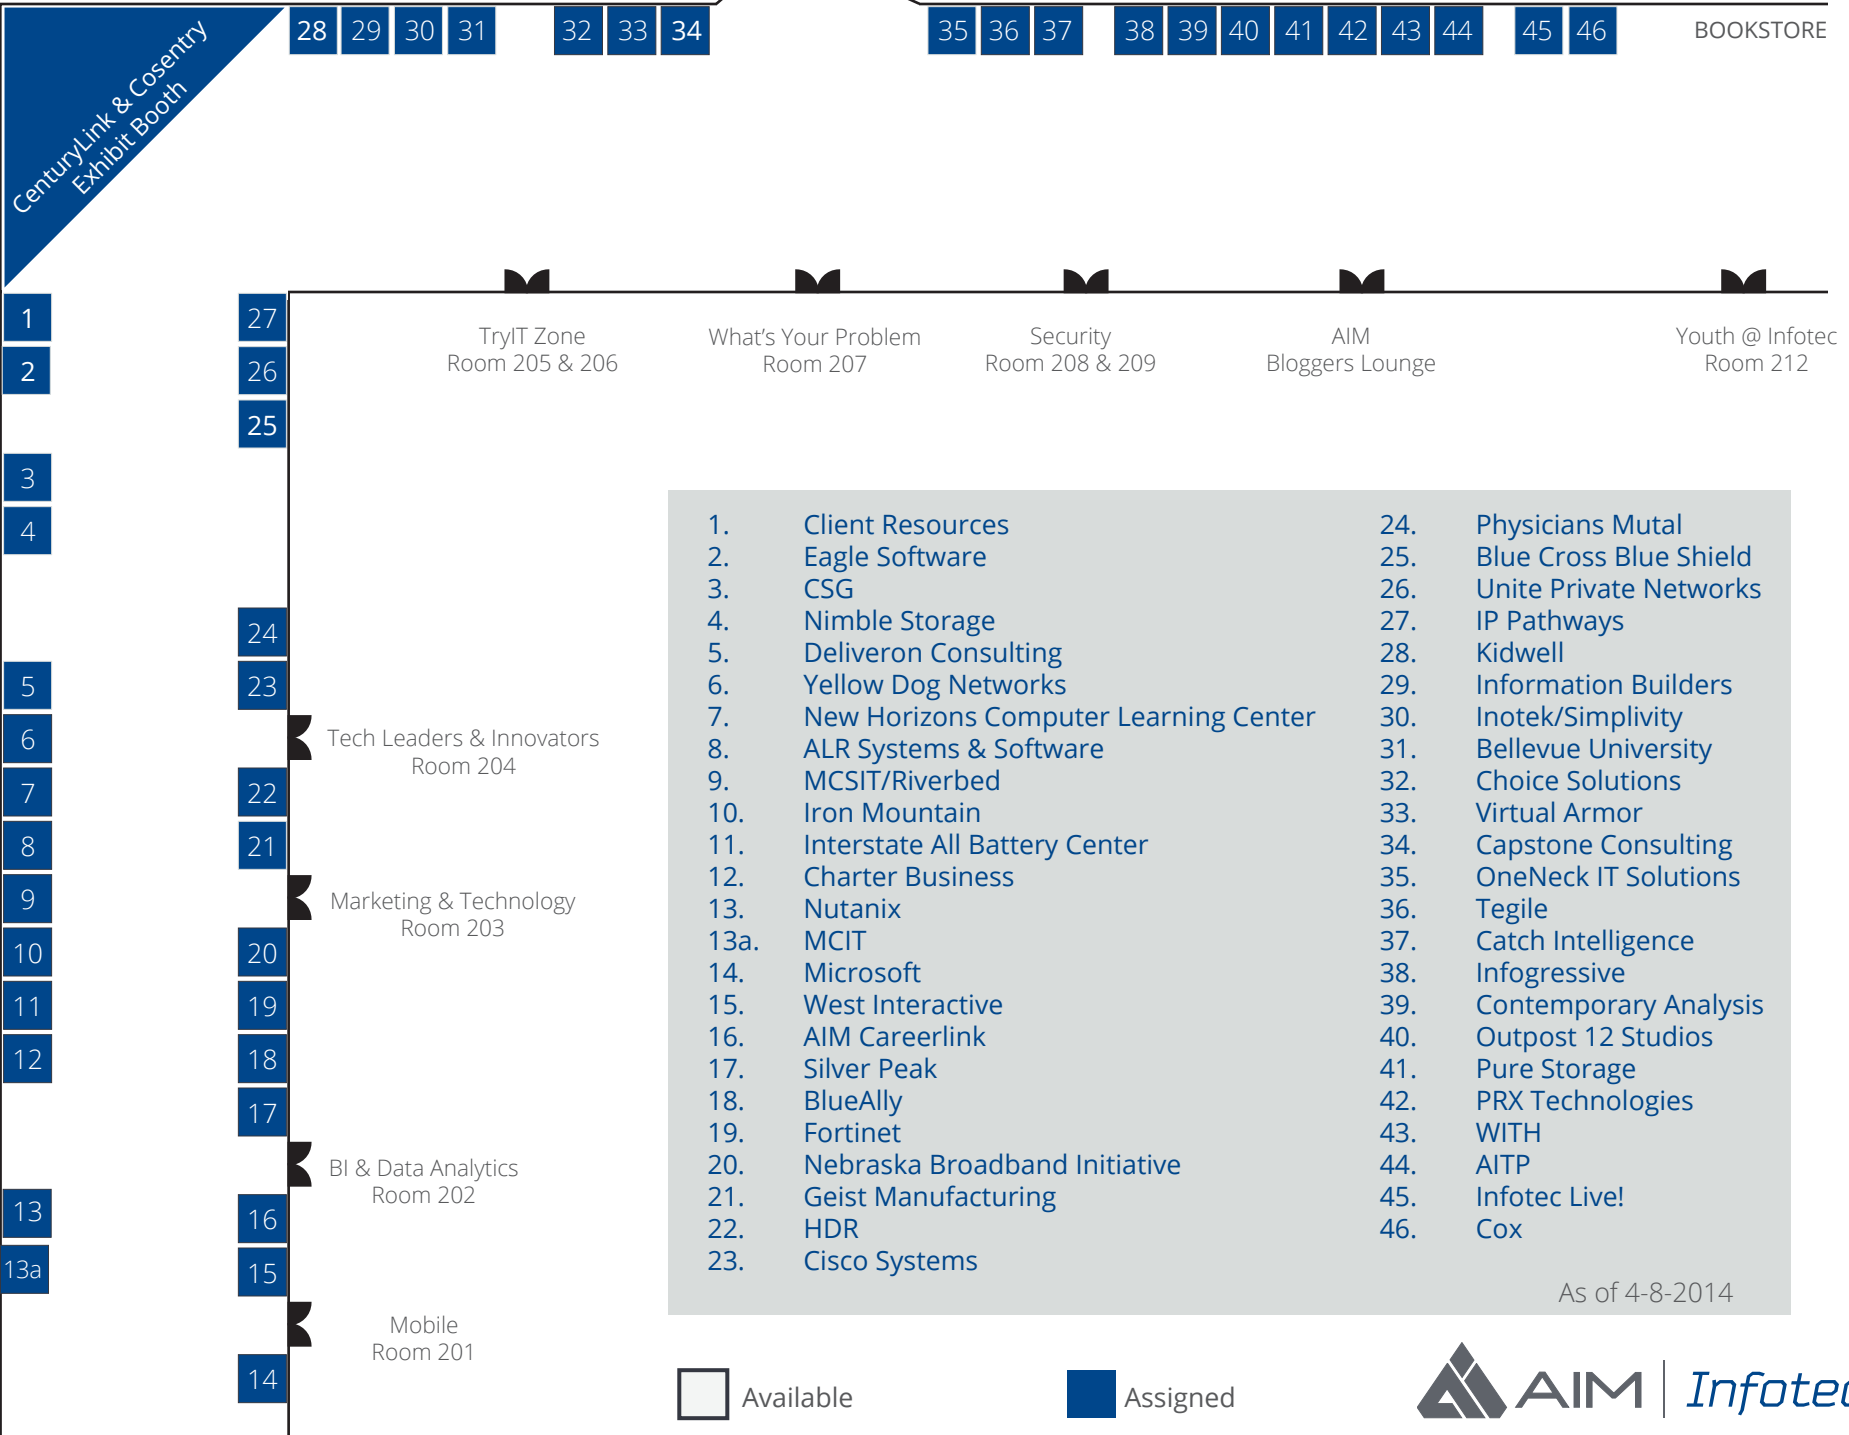 28 29 30 31 32 33 34 35 36 37 38 39 40 41 42 43 44 45 46 BOOKSTORE
CenturyLink & Cosentry
Exhibit Booth
1
2
3
4
5
6
7
8
9
10
11
12
13
13a
27
26
25
24
23
22
21
20
19
18
17
16
15
14
TryIT Zone
Room 205 & 206
What's Your Problem
Room 207
Security
Room 208 & 209
AIM
Bloggers Lounge
Youth @ Infotec
Room 212
Tech Leaders & Innovators
Room 204
Marketing & Technology
Room 203
BI & Data Analytics
Room 202
Mobile
Room 201
1. Client Resources
2. Eagle Software
3. CSG
4. Nimble Storage
5. Deliveron Consulting
6. Yellow Dog Networks
7. New Horizons Computer Learning Center
8. ALR Systems & Software
9. MCSIT/Riverbed
10. Iron Mountain
11. Interstate All Battery Center
12. Charter Business
13. Nutanix
13a. MCIT
14. Microsoft
15. West Interactive
16. AIM Careerlink
17. Silver Peak
18. BlueAlly
19. Fortinet
20. Nebraska Broadband Initiative
21. Geist Manufacturing
22. HDR
23. Cisco Systems
24. Physicians Mutal
25. Blue Cross Blue Shield
26. Unite Private Networks
27. IP Pathways
28. Kidwell
29. Information Builders
30. Inotek/Simplivity
31. Bellevue University
32. Choice Solutions
33. Virtual Armor
34. Capstone Consulting
35. OneNeck IT Solutions
36. Tegile
37. Catch Intelligence
38. Infogressive
39. Contemporary Analysis
40. Outpost 12 Studios
41. Pure Storage
42. PRX Technologies
43. WITH
44. AITP
45. Infotec Live!
46. Cox
As of 4-8-2014
Available
Assigned
AIM | Infotec